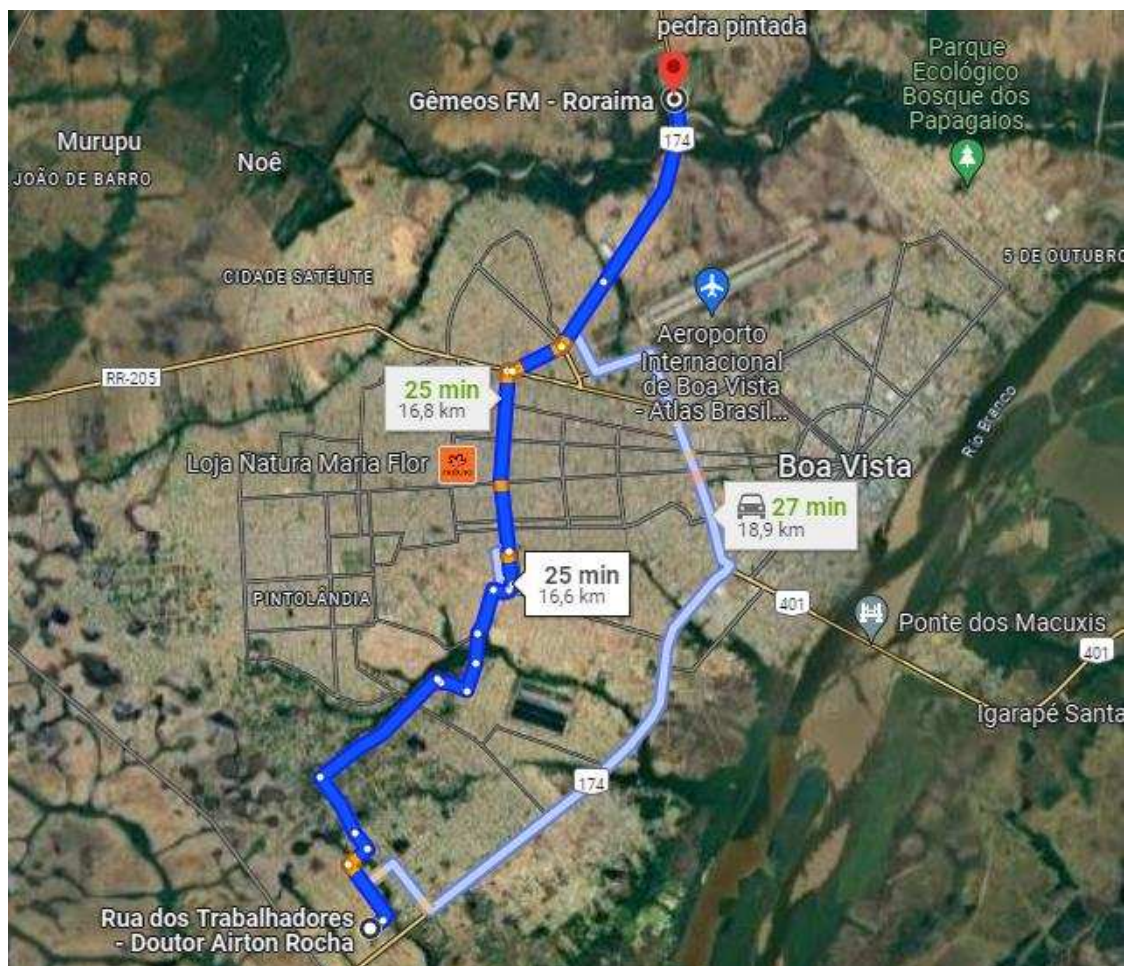 pedra pintada
Gêmeos FM - Roraima
174
Parque
Ecológico
Bosque dos
Papagaios
Murupu
JOÃO DE BARRO
Noê
CIDADE SATÉLITE
5 DE OUTUBRO
Aeroporto
Internacional
de Boa Vista
- Atlas Brasil...
RR-205
25 min
16,8 km
Rio Branco
Loja Natura Maria Flor
Boa Vista
27 min
18,9 km
25 min
16,6 km
PINTOLÂNDIA
401
Ponte dos Macuxis
401
Igarapé Santa
174
Rua dos Trabalhadores
- Doutor Airton Rocha